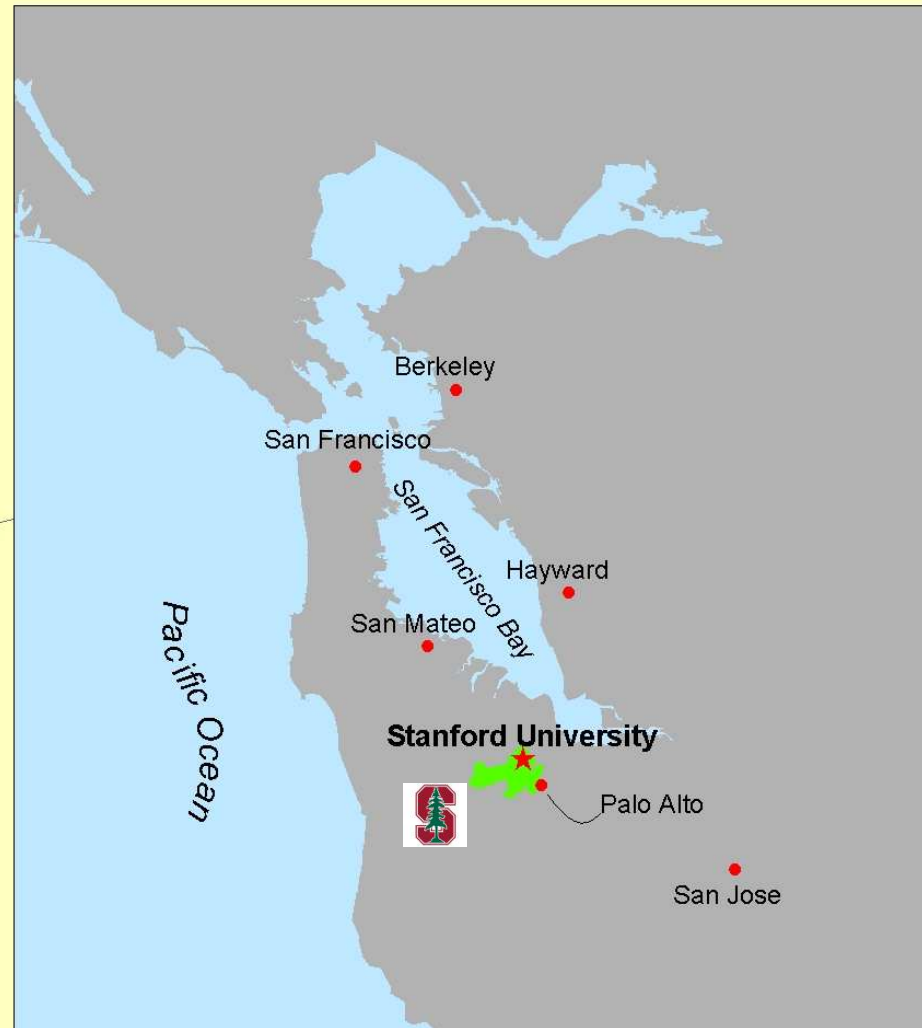 Berkeley
San Francisco
San Francisco Bay
Hayward
San Mateo
Pacific Ocean
Stanford University
Palo Alto
S
San Jose